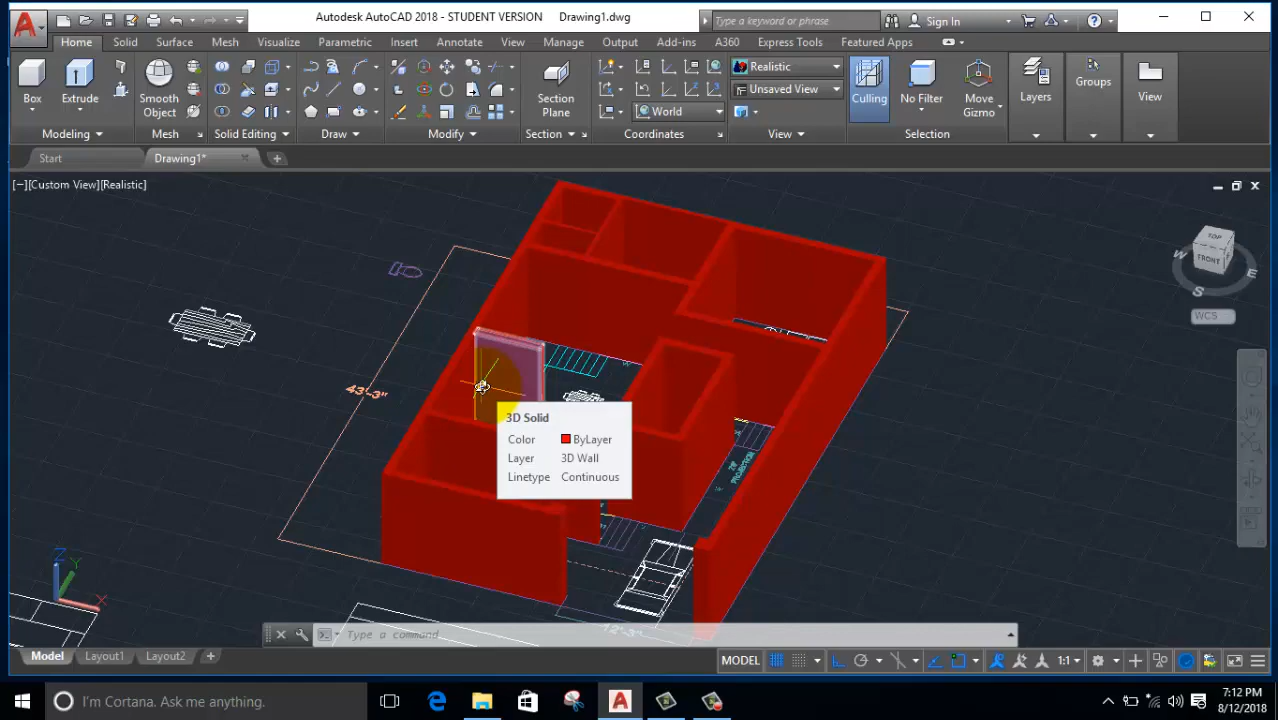 Autodesk AutoCAD 2018 - STUDENT VERSION Drawing1.dwg
Type a keyword or phrase
Sign In
Home Solid Surface Mesh Visualize Parametric Insert Annotate View Manage Output Add-ins A360 Express Tools Featured Apps
Realistic
Unsaved View
World
Box
Extrude
Smooth
Object
Section
Plane
Culling
No Filter
Move
Gizmo
Layers
Groups
View
Modeling
Mesh
Solid Editing
Draw
Modify
Section
Coordinates
View
Selection
Start
Drawing1*
[−][Custom View][Realistic]
TOP
FRONT
W
E
S
WCS
43'-3"
3D Solid
Color ByLayer
Layer 3D Wall
Linetype Continuous
PROJECTION
12'-3"
Z
Y
X
Type a command
Model Layout1 Layout2
MODEL
1:1
I'm Cortana. Ask me anything.
7:12 PM
8/12/2018